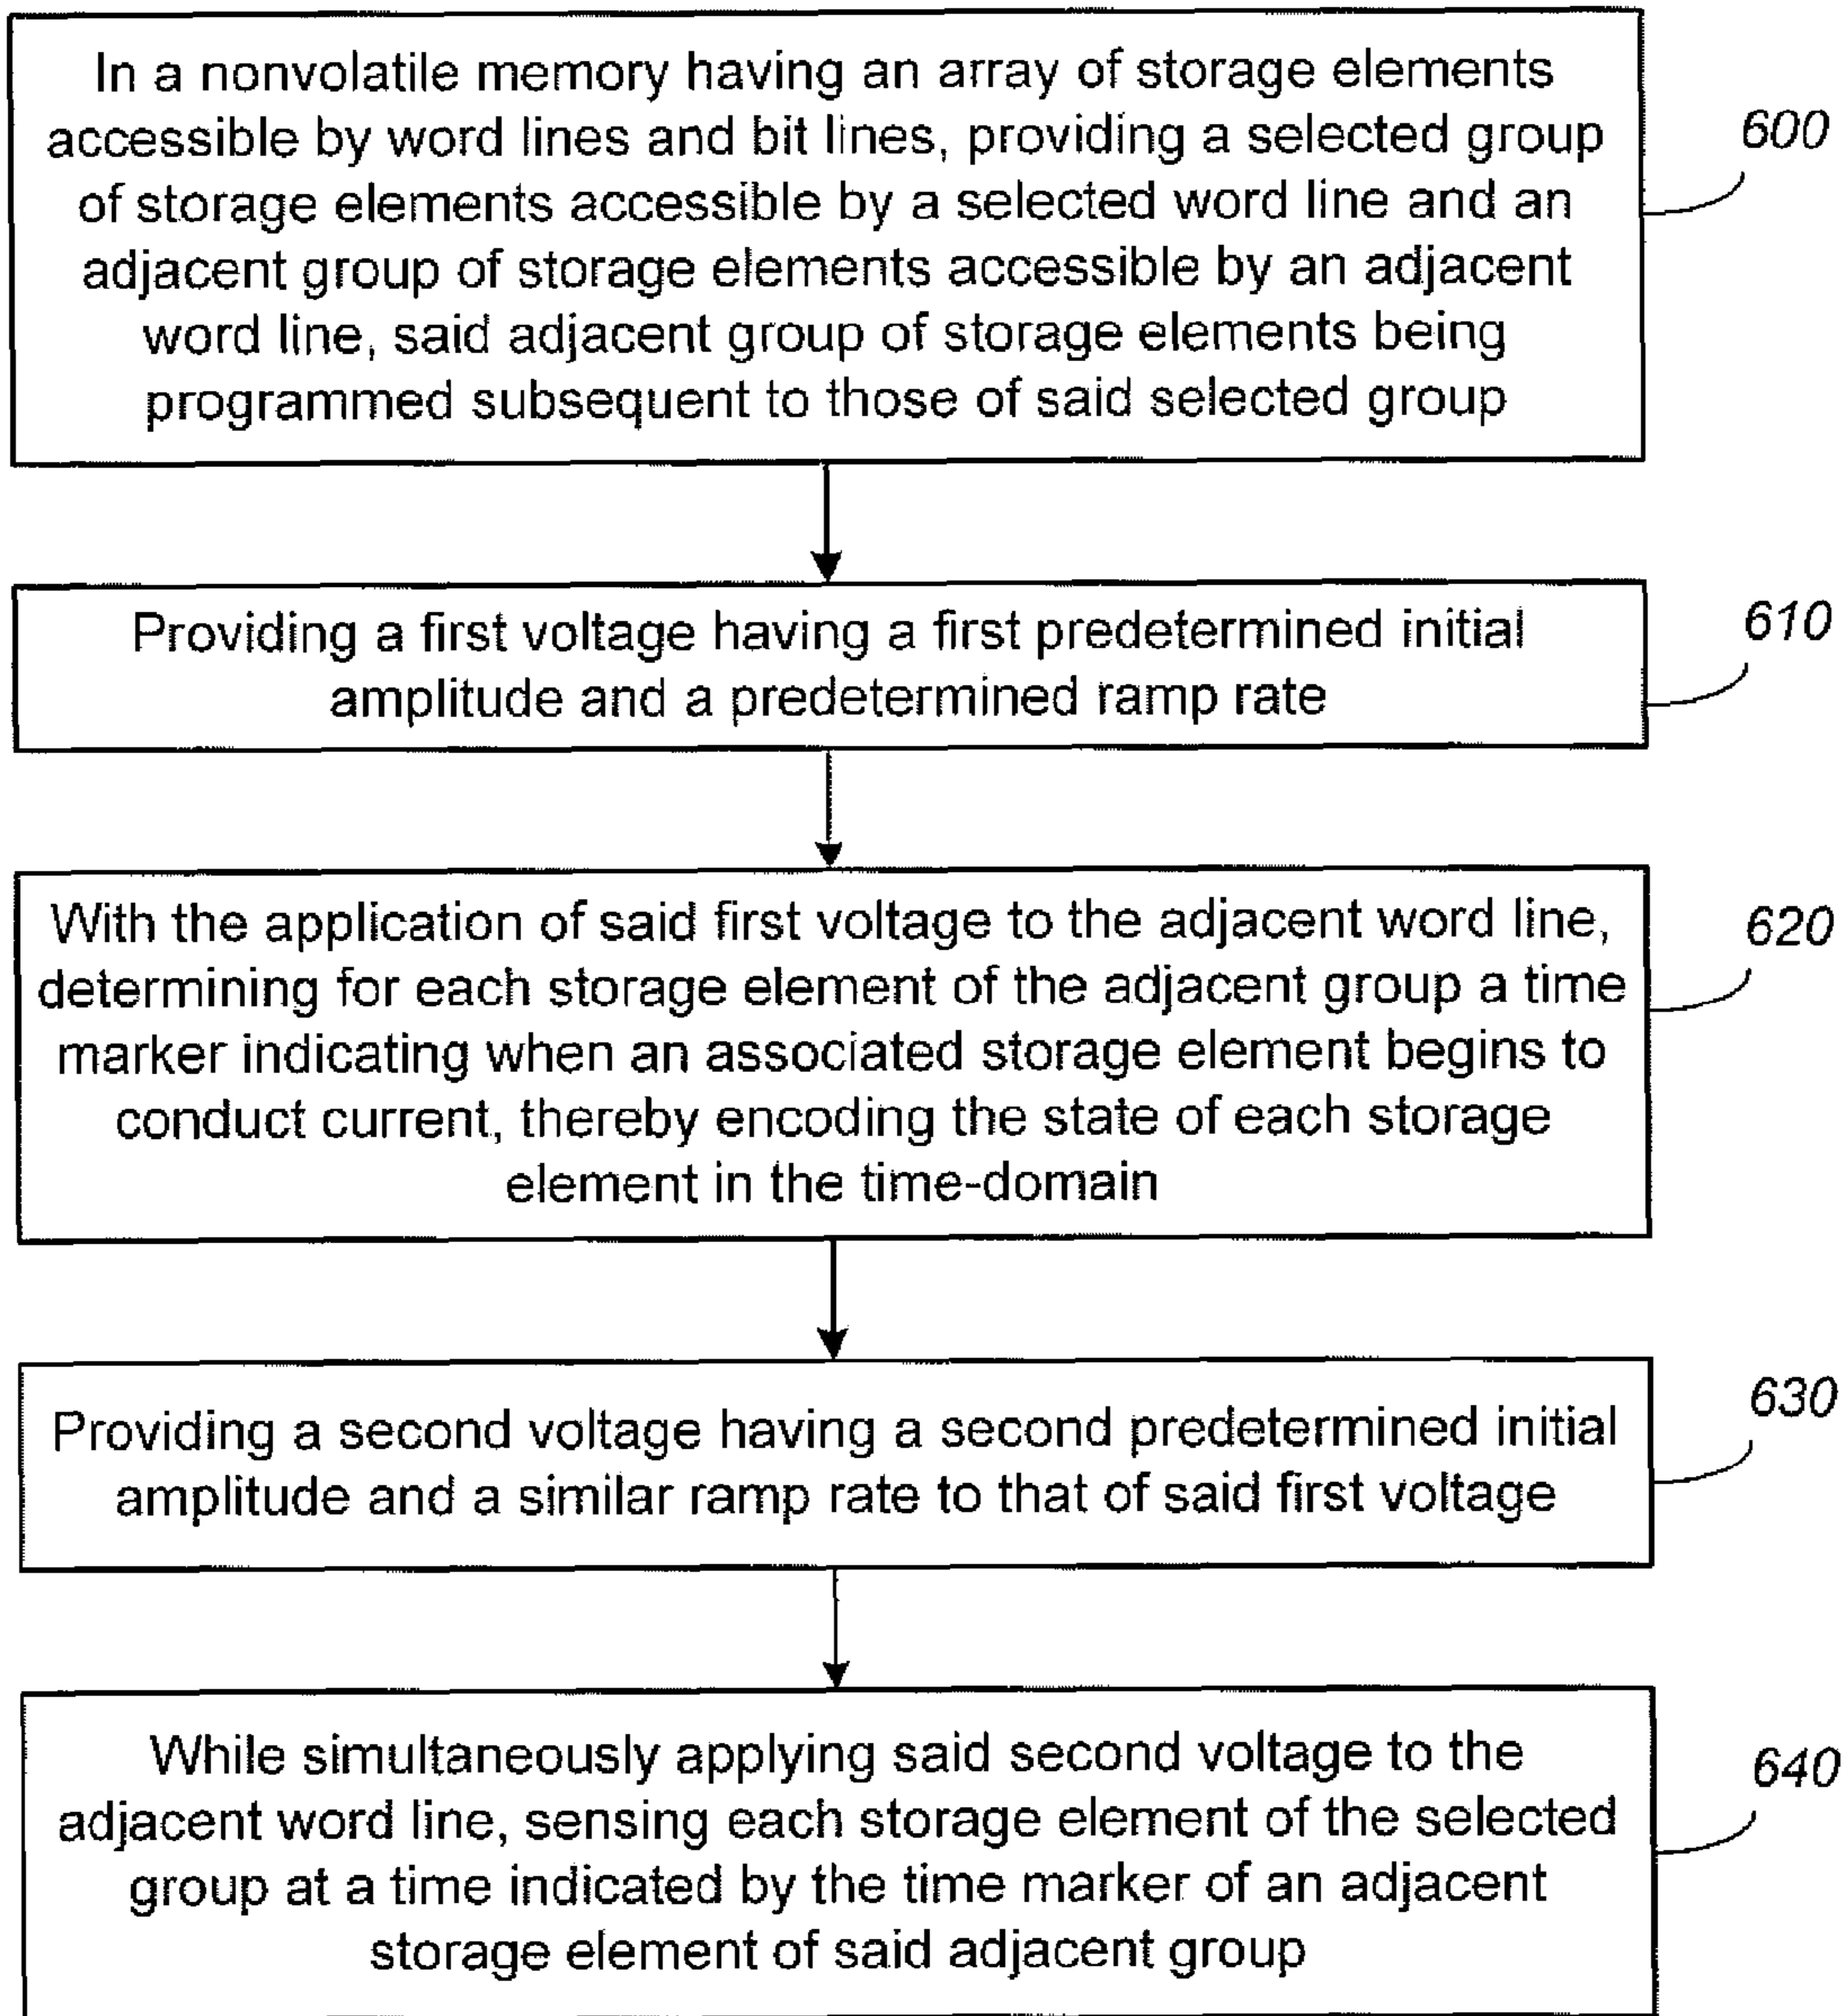 In a nonvolatile memory having an array of storage elements
accessible by word lines and bit lines, providing a selected group
of storage elements accessible by a selected word line and an
adjacent group of storage elements accessible by an adjacent
word line, said adjacent group of storage elements being
programmed subsequent to those of said selected group
600
Providing a first voltage having a first predetermined initial
amplitude and a predetermined ramp rate
610
With the application of said first voltage to the adjacent word line,
determining for each storage element of the adjacent group a time
marker indicating when an associated storage element begins to
conduct current, thereby encoding the state of each storage
element in the time-domain
620
Providing a second voltage having a second predetermined initial
amplitude and a similar ramp rate to that of said first voltage
630
While simultaneously applying said second voltage to the
adjacent word line, sensing each storage element of the selected
group at a time indicated by the time marker of an adjacent
storage element of said adjacent group
640